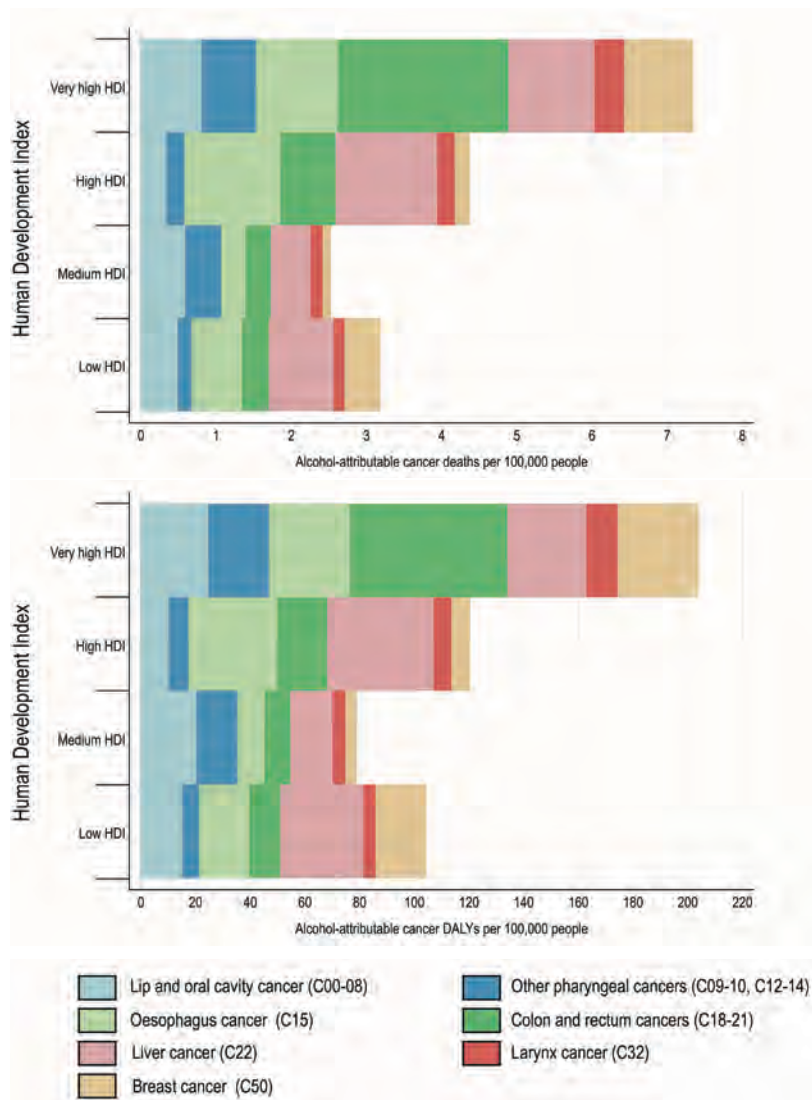 Human Development Index
Very high HDI
High HDI
Medium HDI
Low HDI
0 1 2 3 4 5 6 7 8
Alcohol-attributable cancer deaths per 100,000 people
Human Development Index
Very high HDI
High HDI
Medium HDI
Low HDI
0 20 40 60 80 100 120 140 160 180 200 220
Alcohol-attributable cancer DALYs per 100,000 people
Lip and oral cavity cancer (C00-08)
Other pharyngeal cancers (C09-10, C12-14)
Oesophagus cancer (C15)
Colon and rectum cancers (C18-21)
Liver cancer (C22)
Larynx cancer (C32)
Breast cancer (C50)